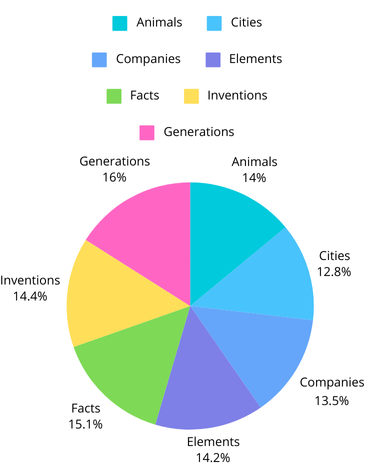 Animals Cities
Companies Elements
Facts Inventions
Generations
Generations
16%
Animals
14%
Cities
12.8%
Inventions
14.4%
Companies
13.5%
Facts
15.1%
Elements
14.2%